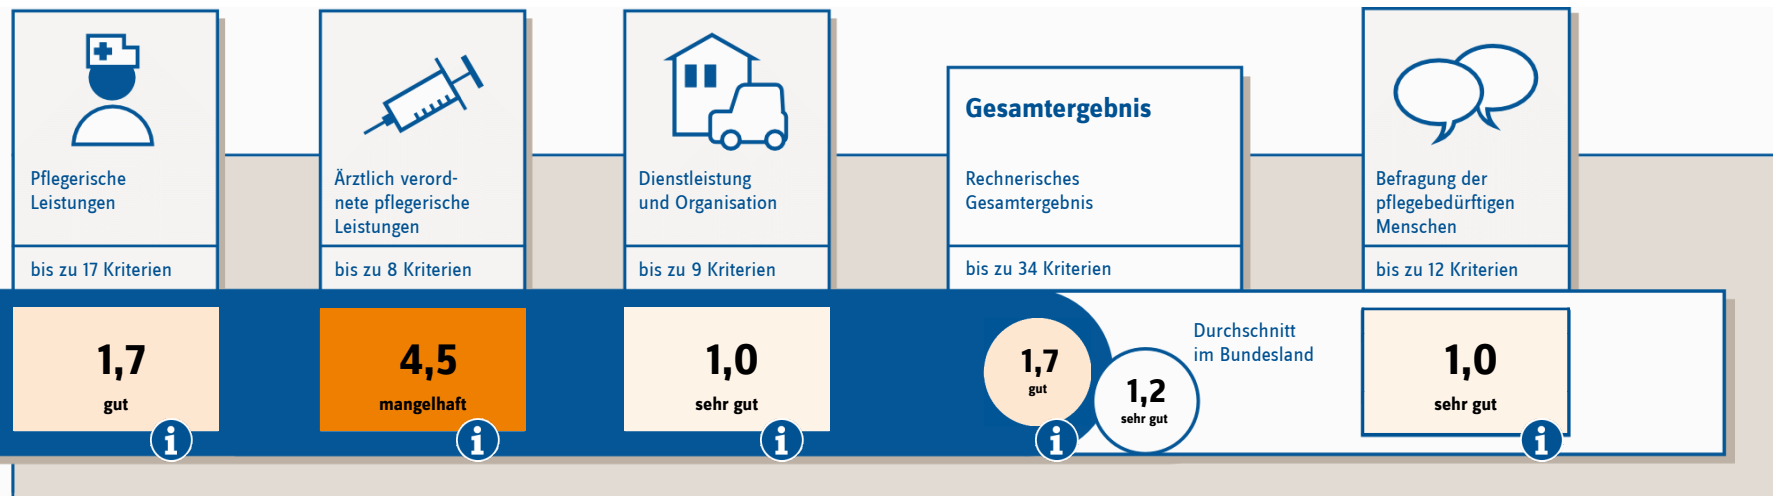 Pflegerische
Leistungen
bis zu 17 Kriterien
1,7
gut
i
Ärztlich verord-
nete pflegerische
Leistungen
bis zu 8 Kriterien
4,5
mangelhaft
i
Dienstleistung
und Organisation
bis zu 9 Kriterien
1,0
sehr gut
i
Gesamtergebnis
Rechnerisches
Gesamtergebnis
bis zu 34 Kriterien
1,7
gut
i
1,2
sehr gut
Durchschnitt
im Bundesland
Befragung der
pflegebedürftigen
Menschen
bis zu 12 Kriterien
1,0
sehr gut
i